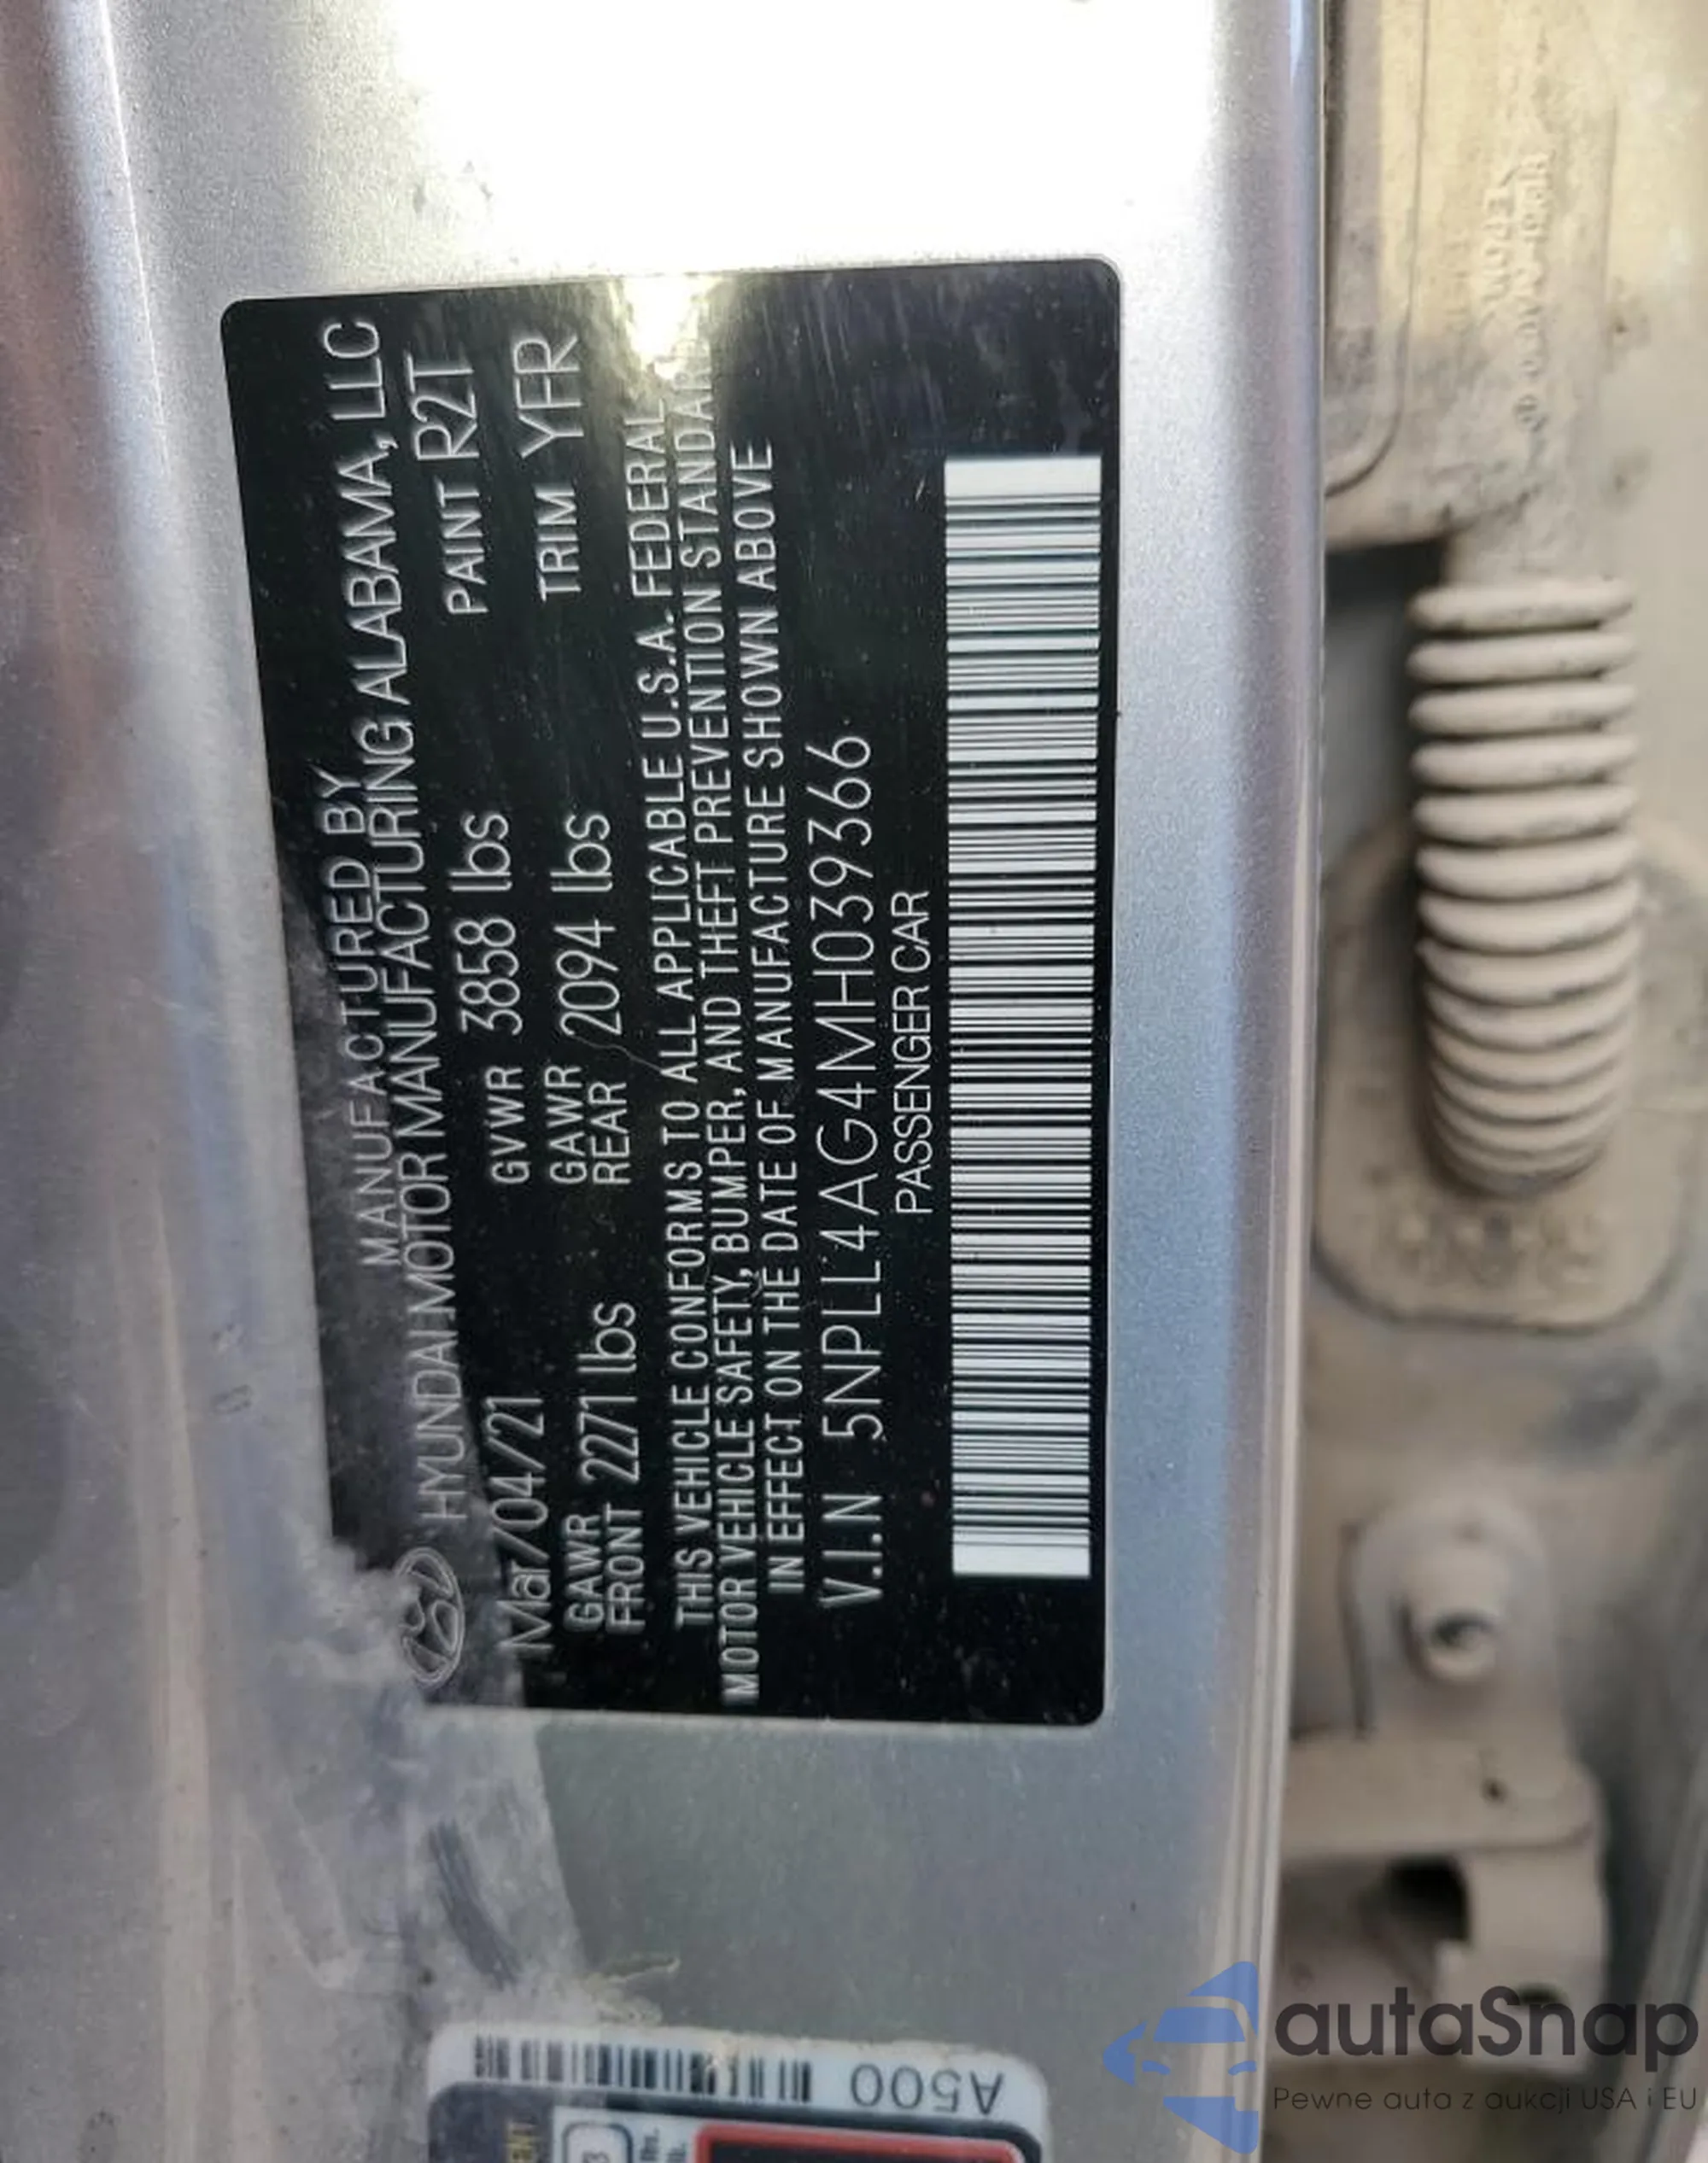 MANUFACTURED BY
HYUNDAI MOTOR MANUFACTURING ALABAMA, LLC
Mar/04/21 GVWR 3858 lbs PAINT R2T
GAWR FRONT 2271 lbs GAWR REAR 2094 lbs TRIM YFR
THIS VEHICLE CONFORMS TO ALL APPLICABLE U.S.A. FEDERAL
MOTOR VEHICLE SAFETY, BUMPER, AND THEFT PREVENTION STANDARDS
IN EFFECT ON THE DATE OF MANUFACTURE SHOWN ABOVE
V.I.N 5NPLL4AG4MH039366
PASSENGER CAR
A500
autaSnap
Pewne auta z aukcji USA i EU